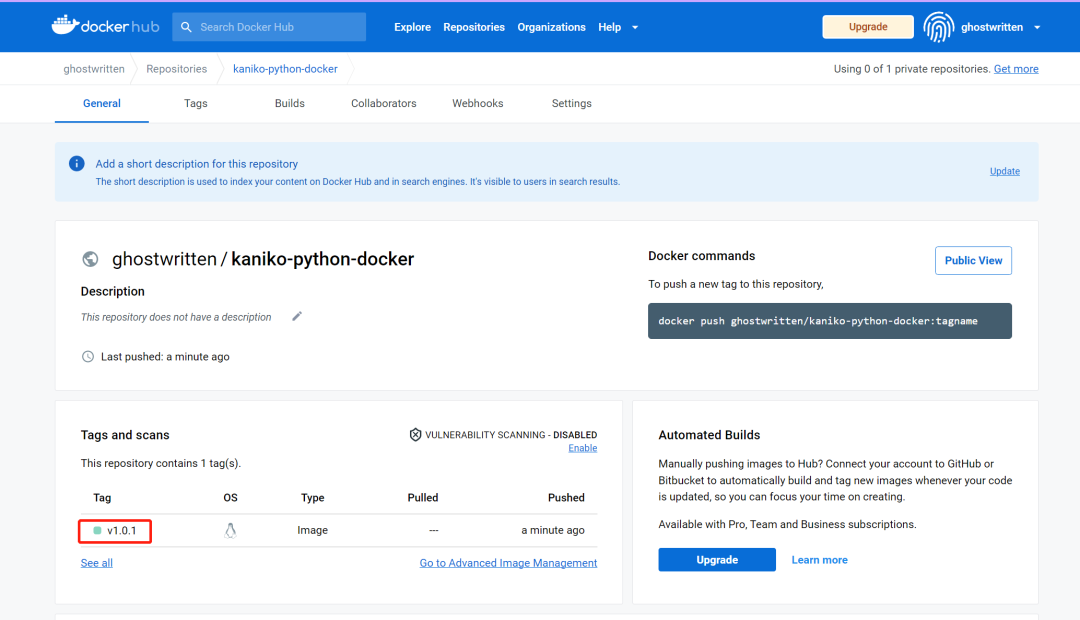 docker hub
Search Docker Hub
Explore Repositories Organizations Help
Upgrade
ghostwritten
ghostwritten Repositories kaniko-python-docker
Using 0 of 1 private repositories. Get more
General Tags Builds Collaborators Webhooks Settings
Add a short description for this repository
The short description is used to index your content on Docker Hub and in search engines. It's visible to users in search results.
Update
ghostwritten / kaniko-python-docker
Description
This repository does not have a description
Last pushed: a minute ago
Docker commands
Public View
To push a new tag to this repository,
docker push ghostwritten/kaniko-python-docker:tagname
Tags and scans
VULNERABILITY SCANNING - DISABLED
Enable
This repository contains 1 tag(s).
Tag OS Type Pulled Pushed
v1.0.1 Image --- a minute ago
See all
Go to Advanced Image Management
Automated Builds
Manually pushing images to Hub? Connect your account to GitHub or
Bitbucket to automatically build and tag new images whenever your code
is updated, so you can focus your time on creating.
Available with Pro, Team and Business subscriptions.
Upgrade
Learn more